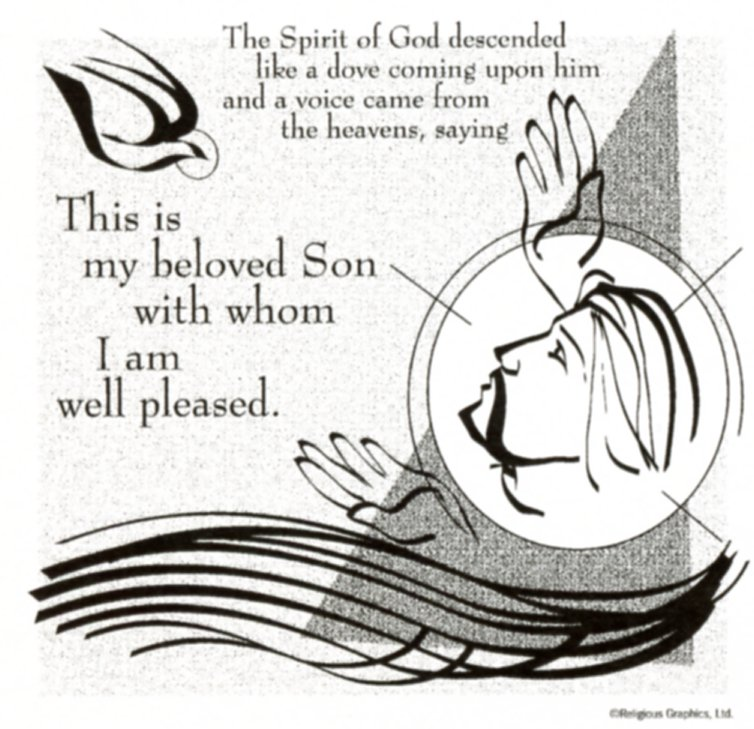 The Spirit of God descended
like a dove coming upon him
and a voice came from
the heavens, saying
This is
my beloved Son
with whom
I am
well pleased.
©Religious Graphics, Ltd.